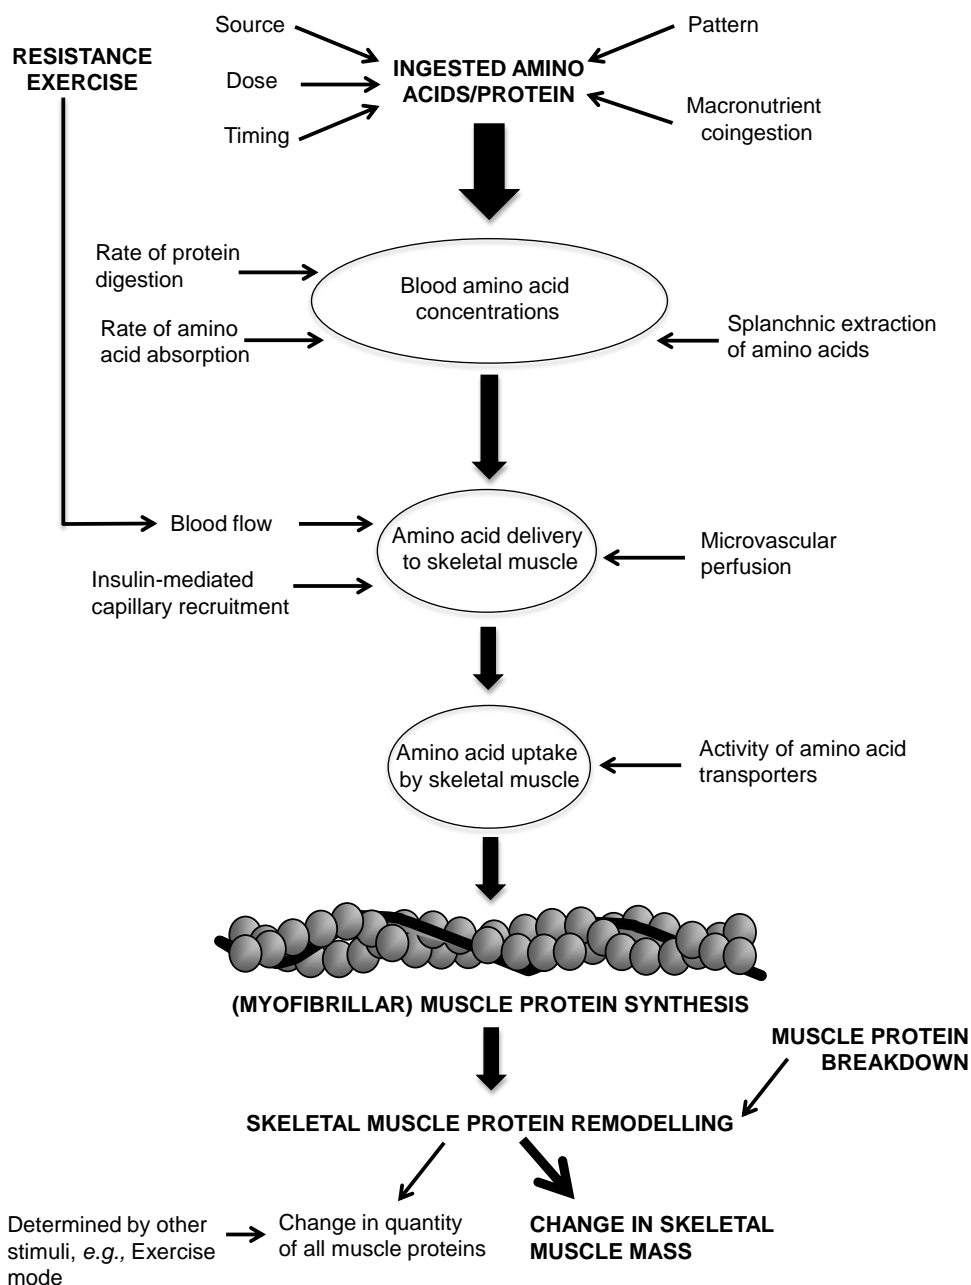 Source
Pattern
RESISTANCE
EXERCISE
INGESTED AMINO
ACIDS/PROTEIN
Dose
Timing
Macronutrient
coingestion
Rate of protein
digestion
Blood amino acid
concentrations
Rate of amino
acid absorption
Splanchnic extraction
of amino acids
Blood flow
Amino acid delivery
to skeletal muscle
Microvascular
perfusion
Insulin-mediated
capillary recruitment
Amino acid uptake
by skeletal muscle
Activity of amino acid
transporters
(MYOFIBRILLAR) MUSCLE PROTEIN SYNTHESIS
MUSCLE PROTEIN
BREAKDOWN
SKELETAL MUSCLE PROTEIN REMODELLING
Determined by other
stimuli, e.g., Exercise
mode
Change in quantity
of all muscle proteins
CHANGE IN SKELETAL
MUSCLE MASS